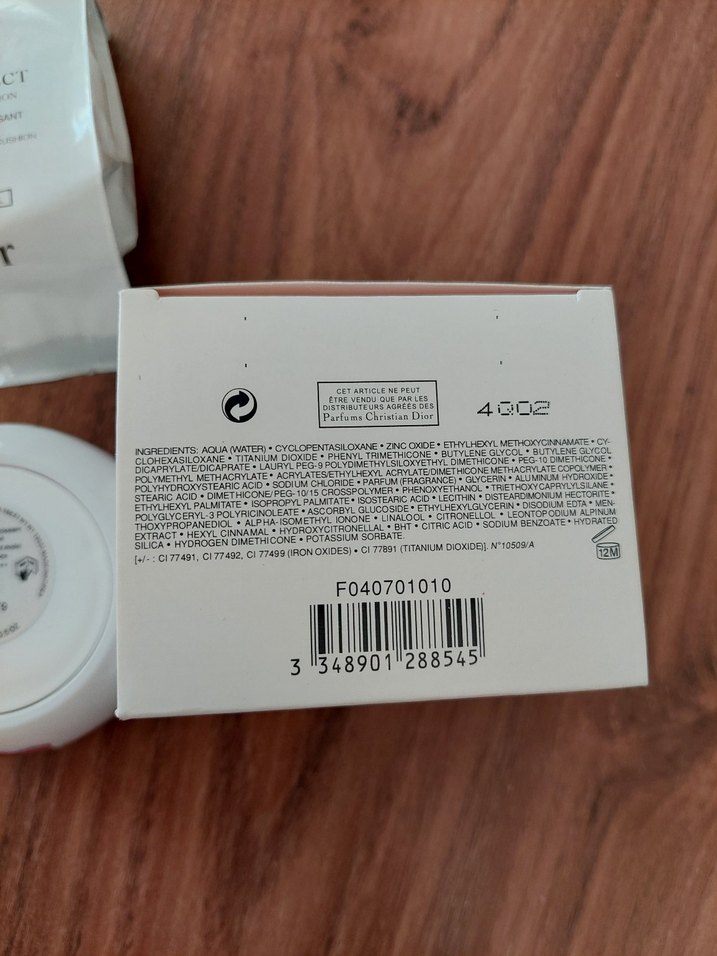 CT
ION
SANT
CUSHION
r
CET ARTICLE NE PEUT
ÊTRE VENDU QUE PAR LES
DISTRIBUTEURS AGRÉÉS DES
Parfums Christian Dior
4Q02
INGREDIENTS: AQUA (WATER) • CYCLOPENTASILOXANE • ZINC OXIDE • ETHYLHEXYL METHOXYCINNAMATE • CY-
CLOHEXASILOXANE • TITANIUM DIOXIDE • PHENYL TRIMETHICONE • BUTYLENE GLYCOL • BUTYLENE GLYCOL
DICAPRYLATE/DICAPRATE • LAURYL PEG-9 POLYDIMETHYLSILOXYETHYL DIMETHICONE • PEG-10 DIMETHICONE •
POLYMETHYL METHACRYLATE • ACRYLATES/ETHYLHEXYL ACRYLATE/DIMETHICONE METHACRYLATE COPOLYMER •
POLYHYDROXYSTEARIC ACID • SODIUM CHLORIDE • PARFUM (FRAGRANCE) • GLYCERIN • ALUMINUM HYDROXIDE •
STEARIC ACID • DIMETHICONE/PEG-10/15 CROSSPOLYMER • PHENOXYETHANOL • TRIETHOXYCAPRYLYLSILANE •
ETHYLHEXYL PALMITATE • ISOPROPYL PALMITATE • ISOSTEARIC ACID • LECITHIN • DISTEARDIMONIUM HECTORITE •
POLYGLYCERYL-3 POLYRICINOLEATE • ASCORBYL GLUCOSIDE • ETHYLHEXYLGLYCERIN • DISODIUM EDTA • MEN-
THOXYPROPANEDIOL • ALPHA-ISOMETHYL IONONE • LINALOOL • CITRONELLOL • LEONTOPODIUM ALPINUM
EXTRACT • HEXYL CINNAMAL • HYDROXYCITRONELLAL • BHT • CITRIC ACID • SODIUM BENZOATE • HYDRATED
SILICA • HYDROGEN DIMETHICONE • POTASSIUM SORBATE.
[+/- : CI 77491, CI 77492, CI 77499 (IRON OXIDES) • CI 77891 (TITANIUM DIOXIDE)]. N°10509/A
12M
F040701010
3 348901 288545